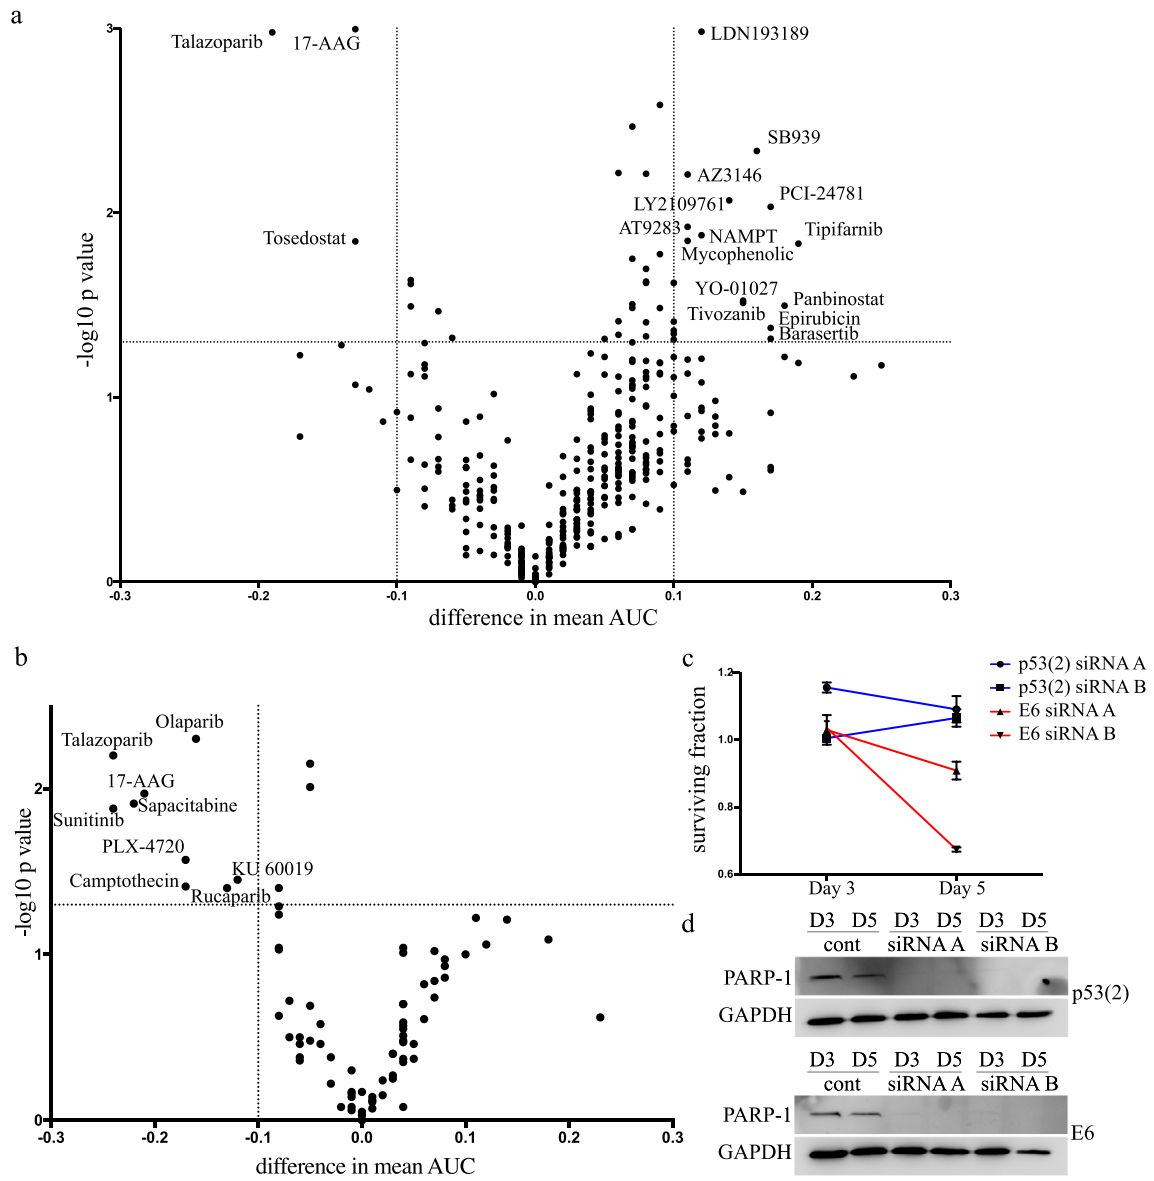 a
3
2
1
0
-log10 p value
Talazoparib
17-AAG
LDN193189
SB939
AZ3146
PCI-24781
LY2109761
AT9283
NAMPT
Tipifarnib
Tosedostat
Mycophenolic
YO-01027
Panbinostat
Tivozanib
Epirubicin
Barasertib
-0.3 -0.2 -0.1 0.0 0.1 0.2 0.3
difference in mean AUC
b
2
1
0
-log10 p value
Olaparib
Talazoparib
17-AAG
Sapacitabine
Sunitinib
PLX-4720
KU 60019
Camptothecin
Rucaparib
-0.3 -0.2 -0.1 0.0 0.1 0.2 0.3
difference in mean AUC
c
1.2
1.0
0.8
0.6
surviving fraction
Day 3 Day 5
p53(2) siRNA A
p53(2) siRNA B
E6 siRNA A
E6 siRNA B
d
D3 D5 D3 D5 D3 D5
cont siRNA A siRNA B
PARP-1
GAPDH
p53(2)
D3 D5 D3 D5 D3 D5
cont siRNA A siRNA B
PARP-1
GAPDH
E6